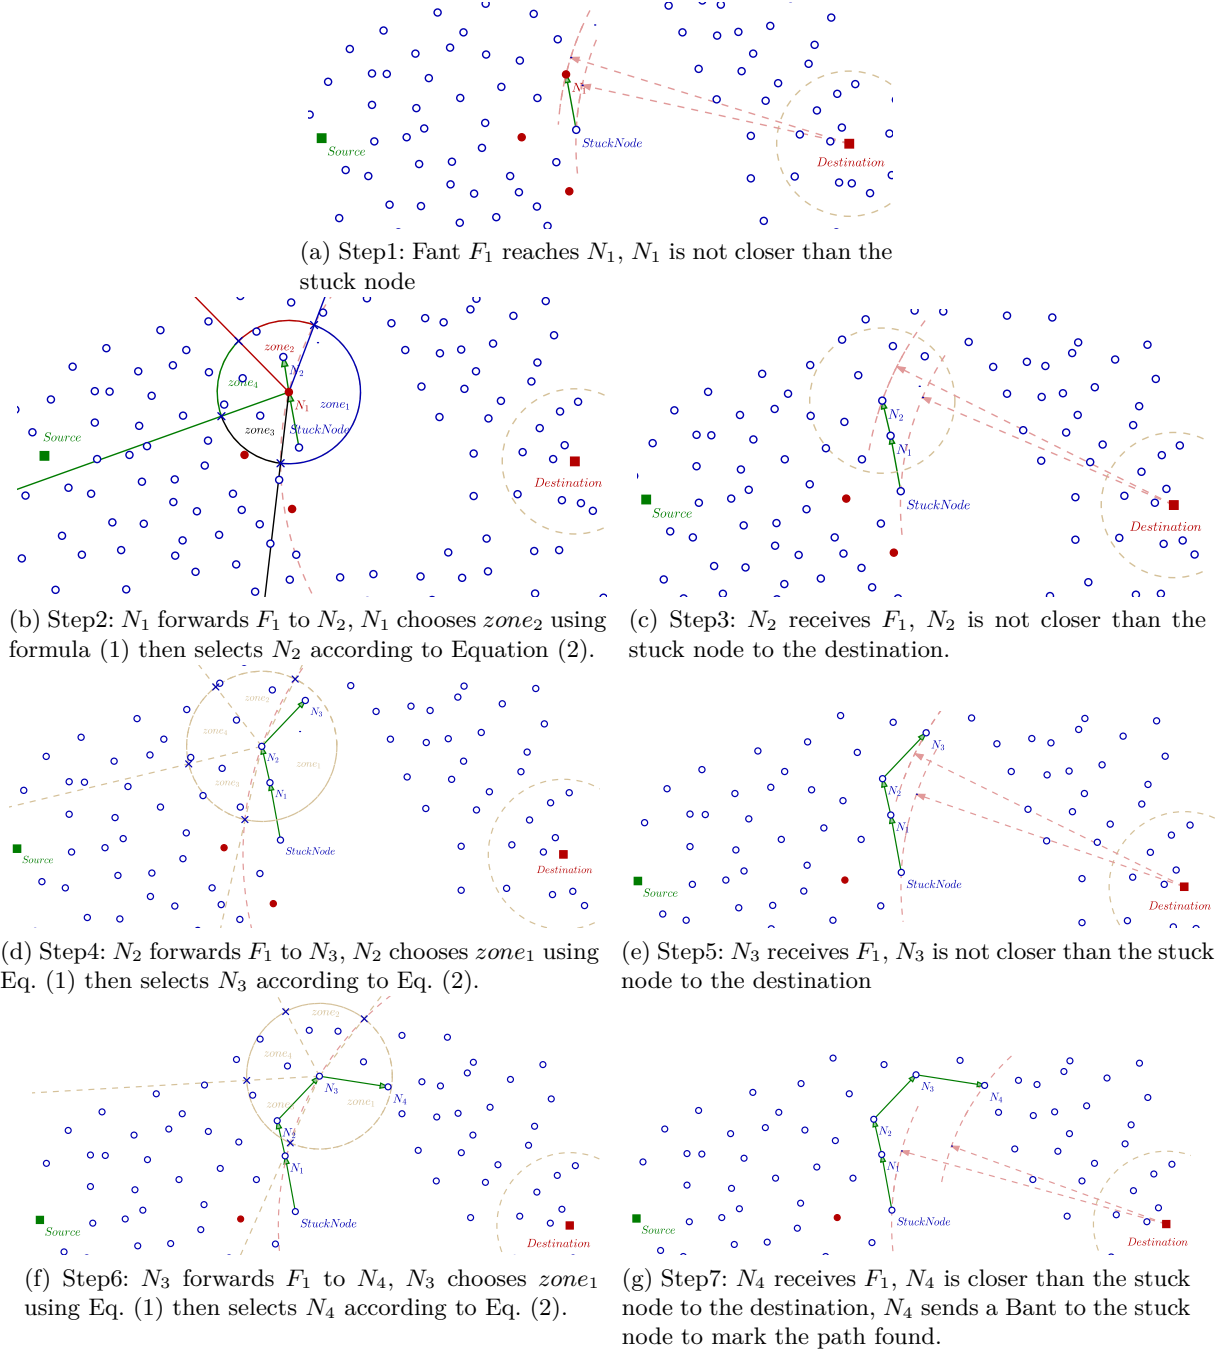 N1
StuckNode
Source
Destination
(a) Step1: Fant F1 reaches N1, N1 is not closer than the
stuck node
zone2
N2
zone4
N1
zone1
zone3
StuckNode
Source
Destination
(b) Step2: N1 forwards F1 to N2, N1 chooses zone2 using
formula (1) then selects N2 according to Equation (2).
N2
N1
StuckNode
Source
Destination
(c) Step3: N2 receives F1, N2 is not closer than the
stuck node to the destination.
zone2
N3
zone4
N2
zone1
zone3
N1
StuckNode
Source
Destination
(d) Step4: N2 forwards F1 to N3, N2 chooses zone1 using
Eq. (1) then selects N3 according to Eq. (2).
N3
N2
N1
StuckNode
Source
Destination
(e) Step5: N3 receives F1, N3 is not closer than the stuck
node to the destination
zone2
zone4
N3
N4
zone1
N2
N1
StuckNode
Source
Destination
(f) Step6: N3 forwards F1 to N4, N3 chooses zone1
using Eq. (1) then selects N4 according to Eq. (2).
N3
N4
N2
N1
StuckNode
Source
Destination
(g) Step7: N4 receives F1, N4 is closer than the stuck
node to the destination, N4 sends a Bant to the stuck
node to mark the path found.